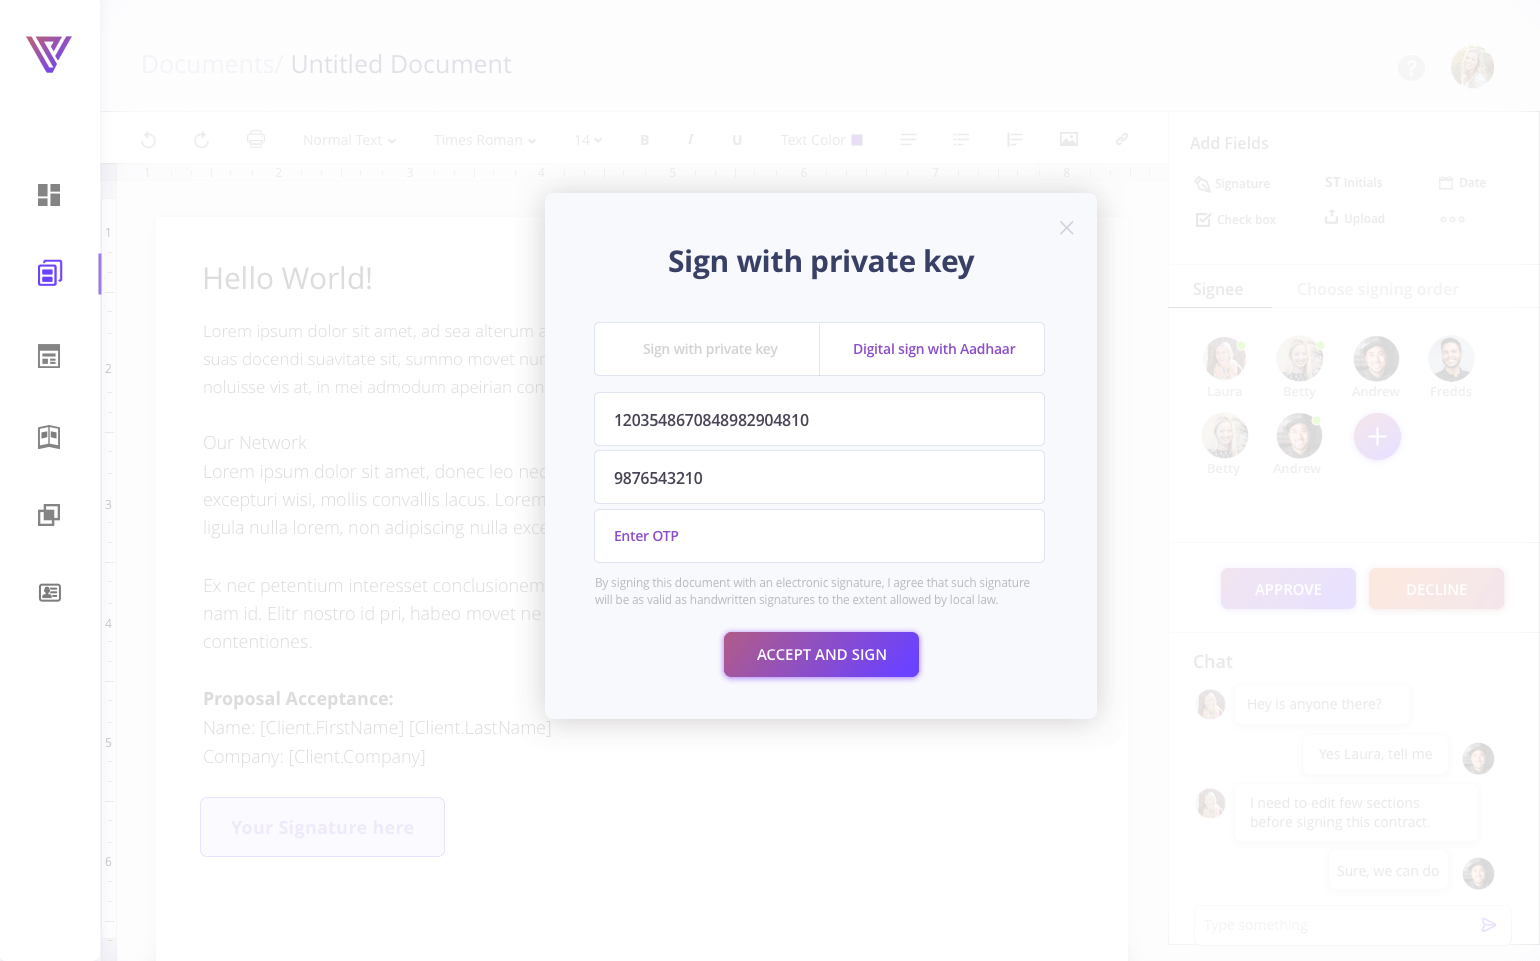 Documents/ Untitled Document
?
Normal Text
Times Roman
14
B
I
U
Text Color
1 2 3 4 5 6 7 8
Add Fields
Signature
ST Initials
Date
Check box
Upload
Signee
Choose signing order
Laura
Betty
Andrew
Fredds
Betty
Andrew
APPROVE
DECLINE
Chat
Hey is anyone there?
Yes Laura, tell me
I need to edit few sections
before signing this contract.
Sure, we can do
Type something
1
2
3
4
5
6
Hello World!
Lorem ipsum dolor sit amet, ad sea alterum a
suas docendi suavitate sit, summo movet nur
noluisse vis at, in mei admodum apeirian con
Our Network
Lorem ipsum dolor sit amet, donec leo nec
excepturi wisi, mollis convallis lacus. Lorem
ligula nulla lorem, non adipiscing nulla exce
Ex nec petentium interesset conclusionem
nam id. Elitr nostro id pri, habeo movet ne
contentiones.
Proposal Acceptance:
Name: [Client.FirstName] [Client.LastName]
Company: [Client.Company]
Your Signature here
Sign with private key
Sign with private key
Digital sign with Aadhaar
1203548670848982904810
9876543210
Enter OTP
By signing this document with an electronic signature, I agree that such signature
will be as valid as handwritten signatures to the extent allowed by local law.
ACCEPT AND SIGN